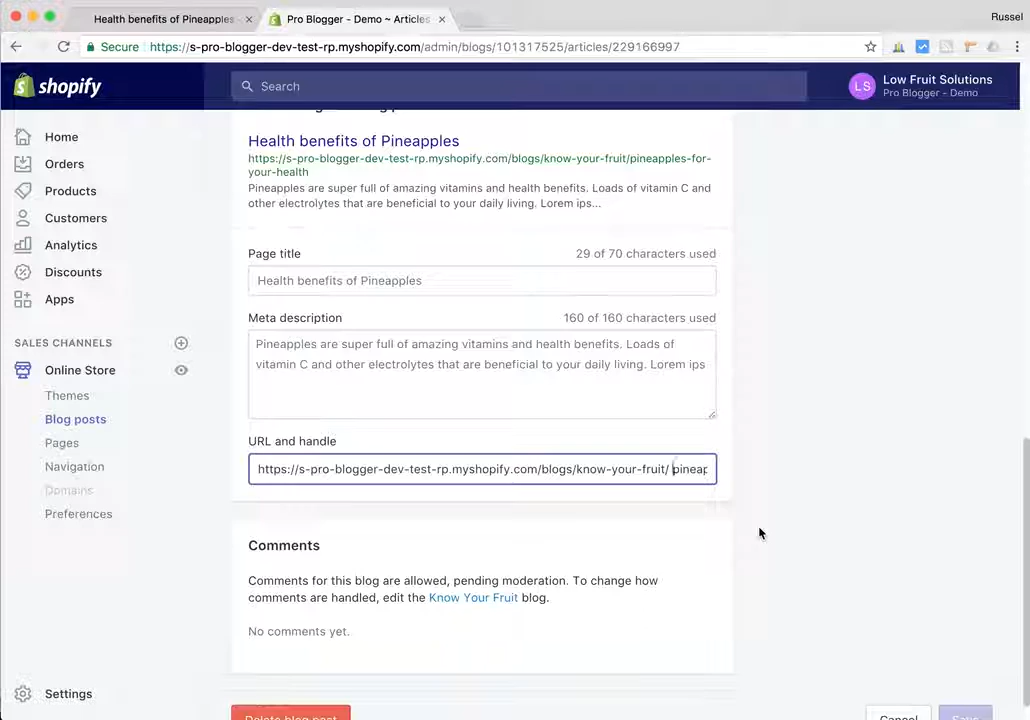 Health benefits of Pineapples
Pro Blogger - Demo ~ Articles
Russel
Secure
https://s-pro-blogger-dev-test-rp.myshopify.com/admin/blogs/101317525/articles/229166997
shopify
Search
LS
Low Fruit Solutions
Pro Blogger - Demo
Home
Orders
Products
Customers
Analytics
Discounts
Apps
SALES CHANNELS
Online Store
Themes
Blog posts
Pages
Navigation
Domains
Preferences
Settings
Health benefits of Pineapples
https://s-pro-blogger-dev-test-rp.myshopify.com/blogs/know-your-fruit/pineapples-for-
your-health
Pineapples are super full of amazing vitamins and health benefits. Loads of vitamin C and
other electrolytes that are beneficial to your daily living. Lorem ips...
Page title
29 of 70 characters used
Health benefits of Pineapples
Meta description
160 of 160 characters used
Pineapples are super full of amazing vitamins and health benefits. Loads of
vitamin C and other electrolytes that are beneficial to your daily living. Lorem ips
URL and handle
https://s-pro-blogger-dev-test-rp.myshopify.com/blogs/know-your-fruit/ pineap
Comments
Comments for this blog are allowed, pending moderation. To change how
comments are handled, edit the Know Your Fruit blog.
No comments yet.
Delete blog post
Cancel
Save